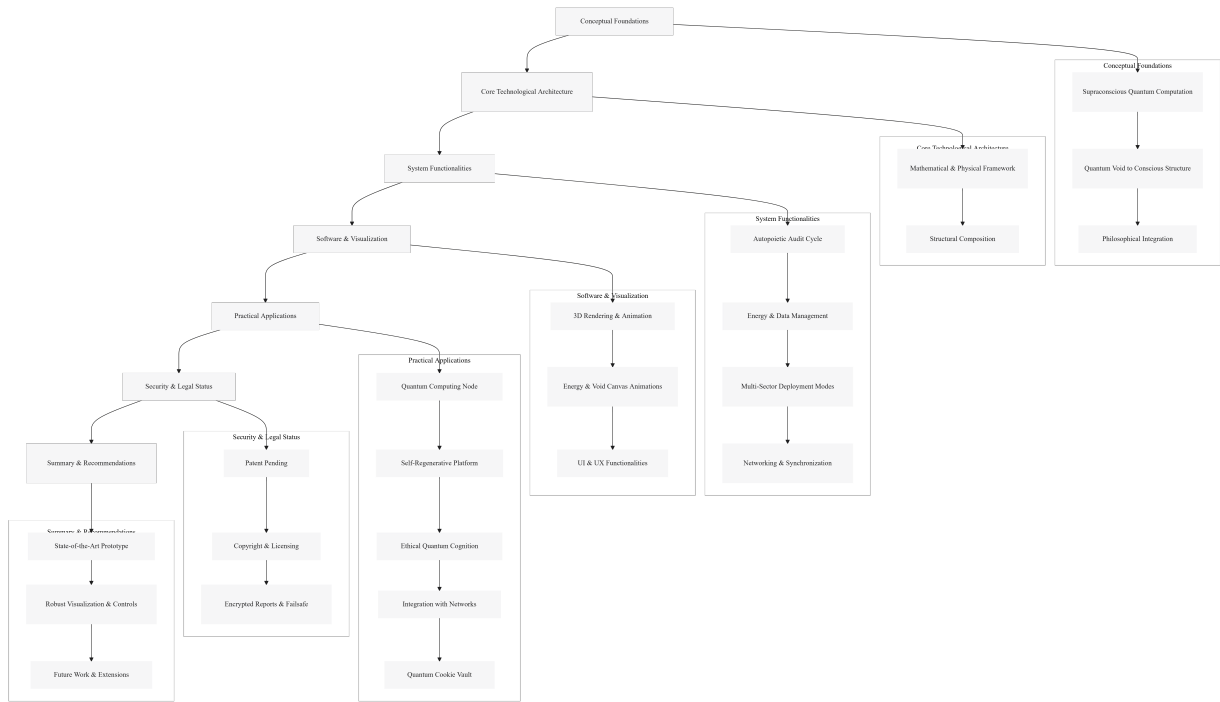 Conceptual Foundations
Conceptual Foundations
Core Technological Architecture
Supraconscious Quantum Computation
Core Technological Architecture
System Functionalities
Mathematical & Physical Framework
Quantum Void to Conscious Structure
System Functionalities
Software & Visualization
Autopoietic Audit Cycle
Structural Composition
Philosophical Integration
Software & Visualization
Practical Applications
3D Rendering & Animation
Energy & Data Management
Practical Applications
Security & Legal Status
Quantum Computing Node
Energy & Void Canvas Animations
Multi-Sector Deployment Modes
Security & Legal Status
Summary & Recommendations
Patent Pending
Self-Regenerative Platform
UI & UX Functionalities
Networking & Synchronization
Summary & Recommendations
State-of-the-Art Prototype
Copyright & Licensing
Ethical Quantum Cognition
Robust Visualization & Controls
Encrypted Reports & Failsafe
Integration with Networks
Future Work & Extensions
Quantum Cookie Vault